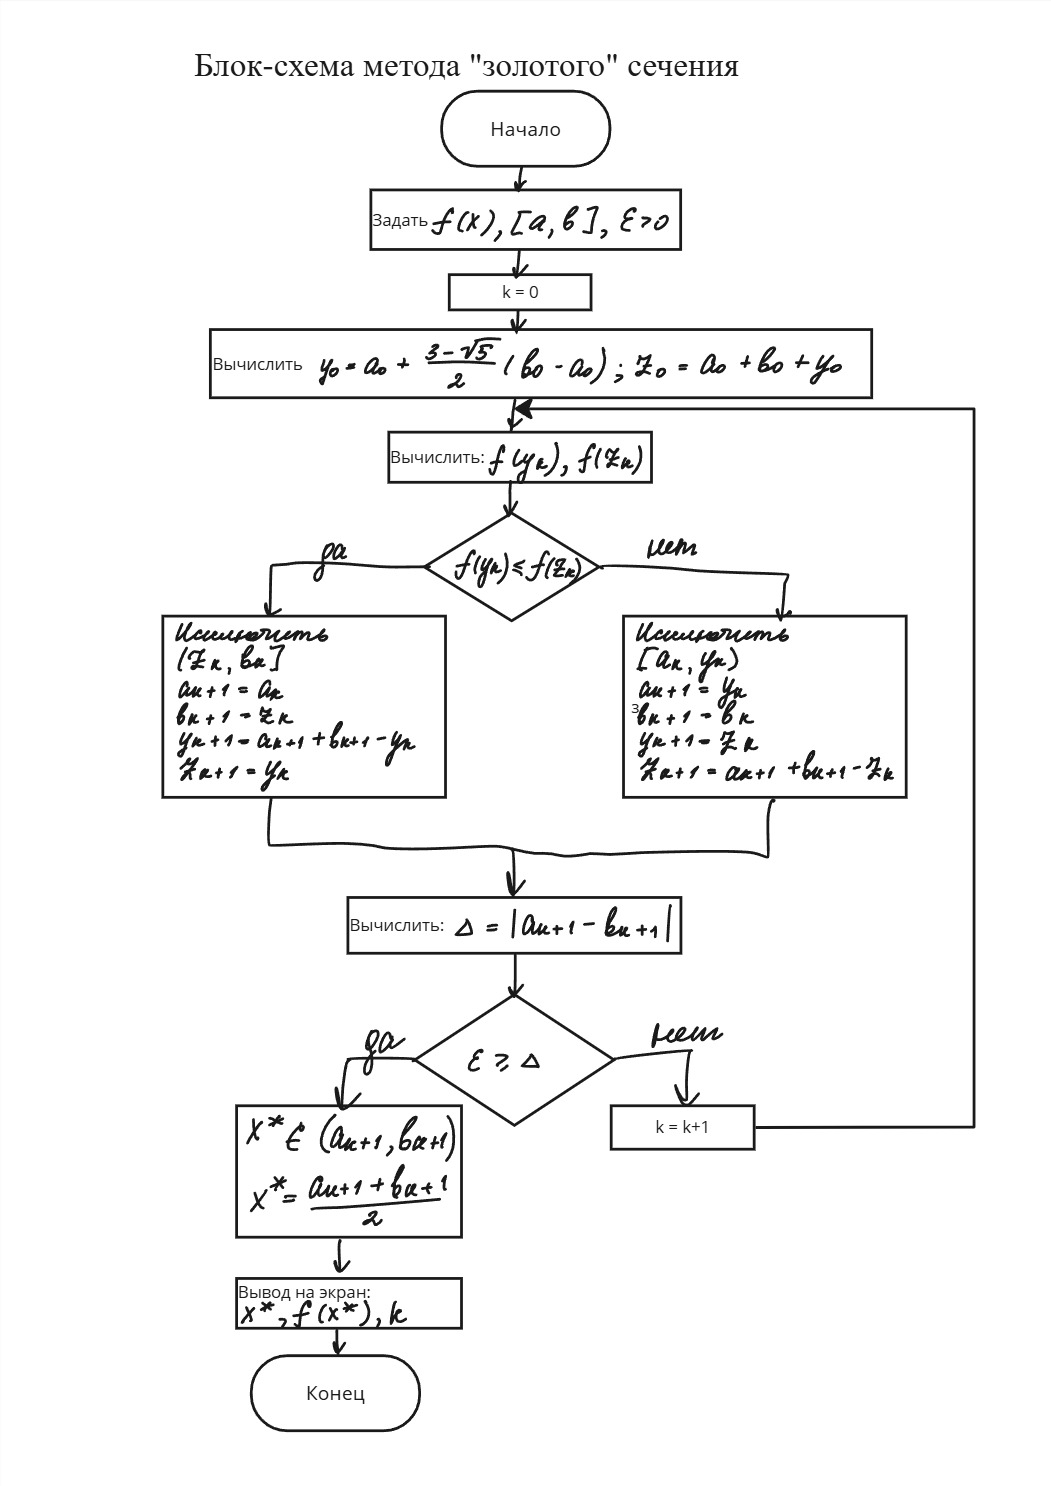 Блок-схема метода "золотого" сечения
Начало
Задать f(x), [a, b], ε>0
k = 0
Вычислить y₀ = a₀ + (3-√5)/2 (b₀ - a₀); z₀ = a₀ + b₀ + y₀
Вычислить: f(yₖ), f(zₖ)
f(yₖ) ≤ f(zₖ)
да
нет
Исключить
(zₖ, bₖ]
aₖ₊₁ = aₖ
bₖ₊₁ = zₖ
yₖ₊₁ = aₖ₊₁ + bₖ₊₁ - yₖ
zₖ₊₁ = yₖ
Исключить
[aₖ, yₖ)
aₖ₊₁ = yₖ
з
bₖ₊₁ = bₖ
yₖ₊₁ = zₖ
zₖ₊₁ = aₖ₊₁ + bₖ₊₁ - zₖ
Вычислить: Δ = |aₖ₊₁ - bₖ₊₁|
ε ≥ Δ
да
нет
x* ∈ (aₖ₊₁, bₖ₊₁)
x* = (aₖ₊₁ + bₖ₊₁)/2
k = k+1
Вывод на экран:
x*, f(x*), k
Конец